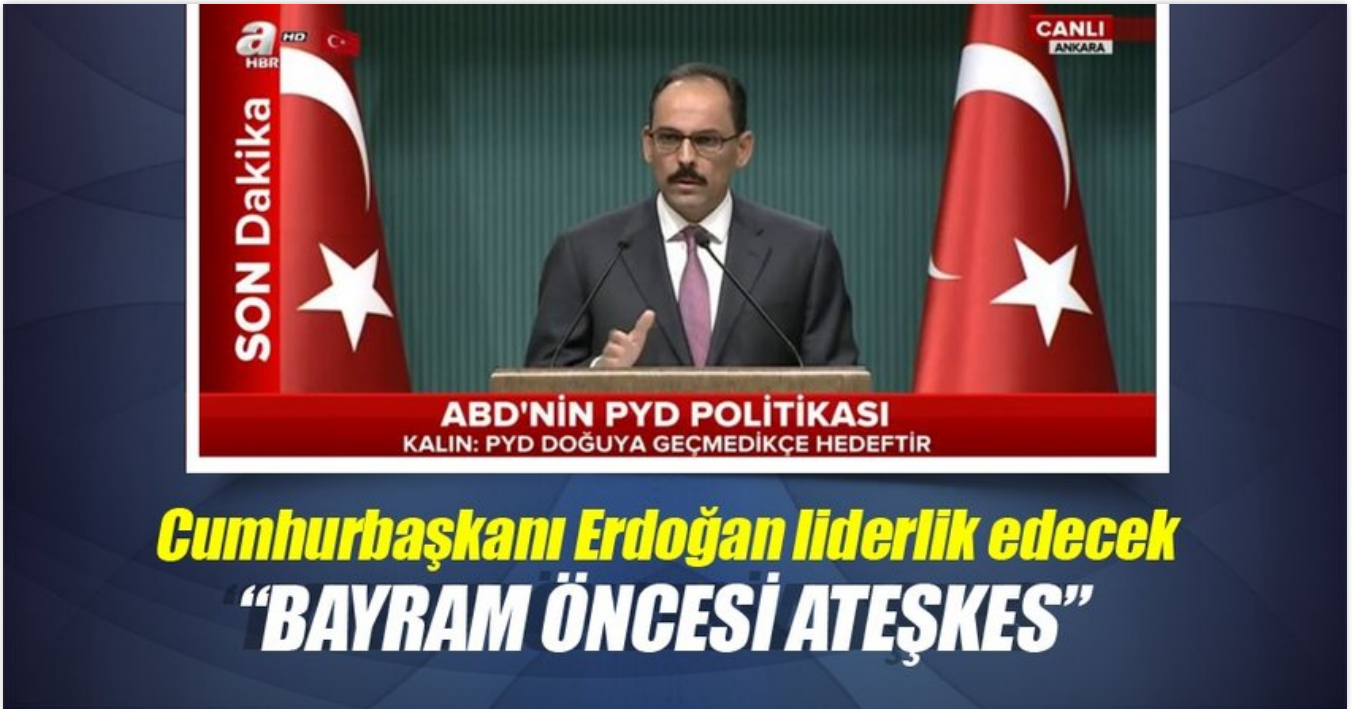 a HD
HBR
CANLI
ANKARA
SON Dakika
ABD'NİN PYD POLİTİKASI
KALIN: PYD DOĞUYA GEÇMEDİKÇE HEDEFTİR
Cumhurbaşkanı Erdoğan liderlik edecek
“BAYRAM ÖNCESİ ATEŞKES”